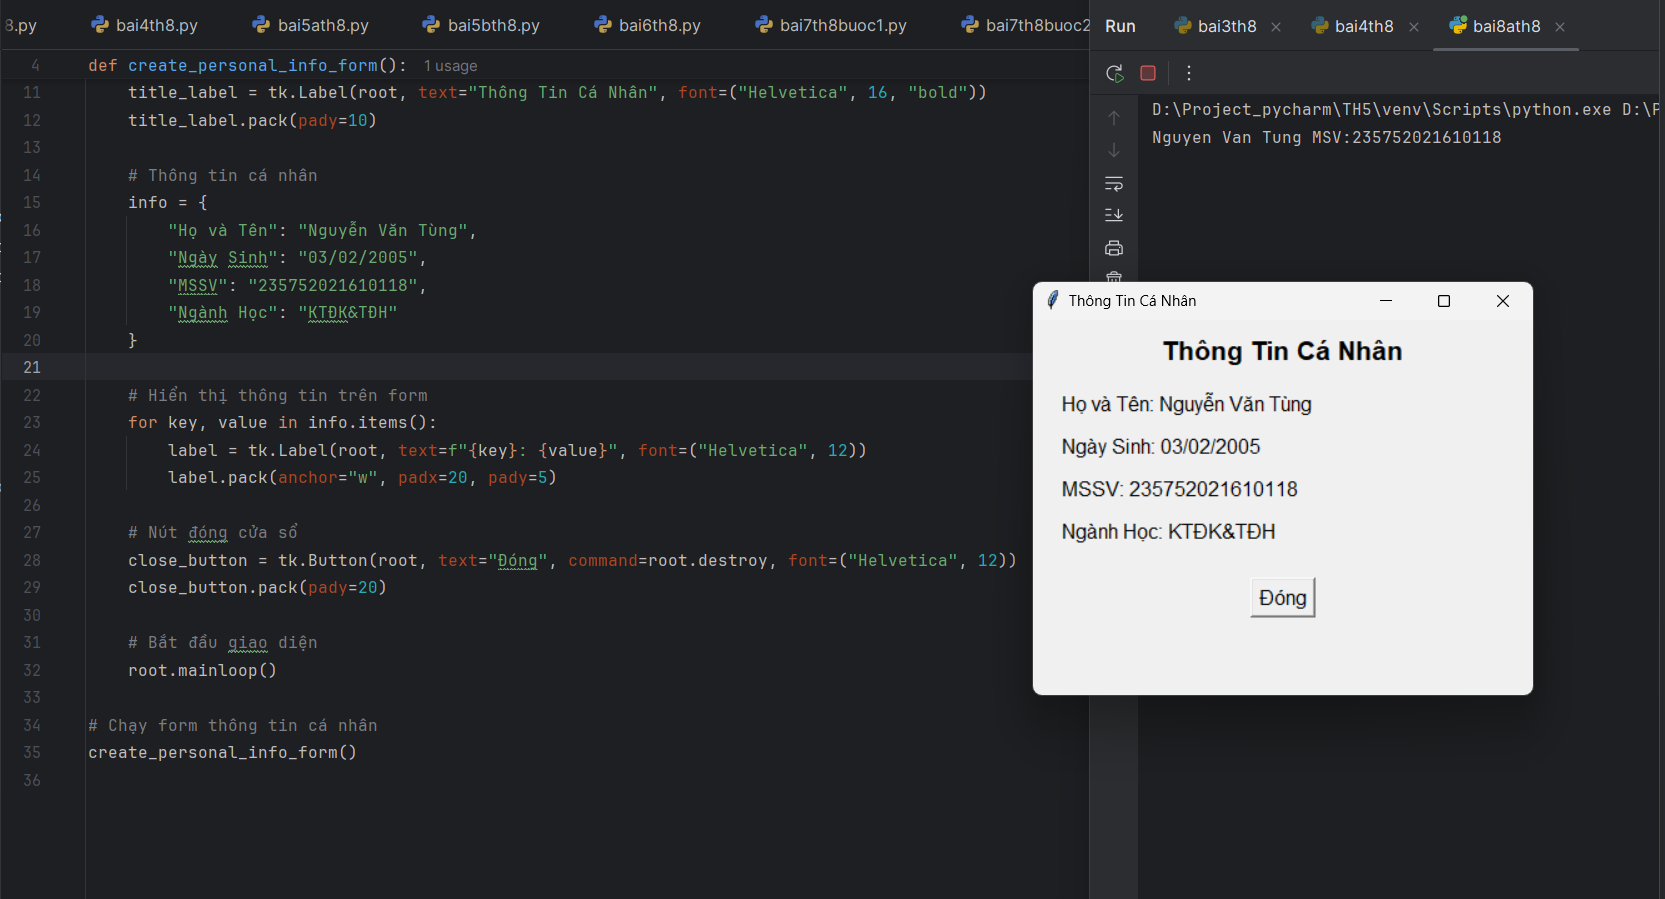 8.py bai4th8.py bai5ath8.py bai5bth8.py bai6th8.py bai7th8buoc1.py bai7th8buoc2
Run bai3th8 bai4th8 bai8ath8
4 def create_personal_info_form(): 1 usage
11 title_label = tk.Label(root, text="Thông Tin Cá Nhân", font=("Helvetica", 16, "bold"))
12 title_label.pack(pady=10)
13
14 # Thông tin cá nhân
15 info = {
16 "Họ và Tên": "Nguyễn Văn Tùng",
17 "Ngày Sinh": "03/02/2005",
18 "MSSV": "235752021610118",
19 "Ngành Học": "KTĐK&TĐH"
20 }
21
22 # Hiển thị thông tin trên form
23 for key, value in info.items():
24 label = tk.Label(root, text=f"{key}: {value}", font=("Helvetica", 12))
25 label.pack(anchor="w", padx=20, pady=5)
26
27 # Nút đóng cửa sổ
28 close_button = tk.Button(root, text="Đóng", command=root.destroy, font=("Helvetica", 12))
29 close_button.pack(pady=20)
30
31 # Bắt đầu giao diện
32 root.mainloop()
33
34 # Chạy form thông tin cá nhân
35 create_personal_info_form()
36
D:\Project_pycharm\TH5\venv\Scripts\python.exe D:\P
Nguyen Van Tung MSV:235752021610118
Thông Tin Cá Nhân
Thông Tin Cá Nhân
Họ và Tên: Nguyễn Văn Tùng
Ngày Sinh: 03/02/2005
MSSV: 235752021610118
Ngành Học: KTĐK&TĐH
Đóng